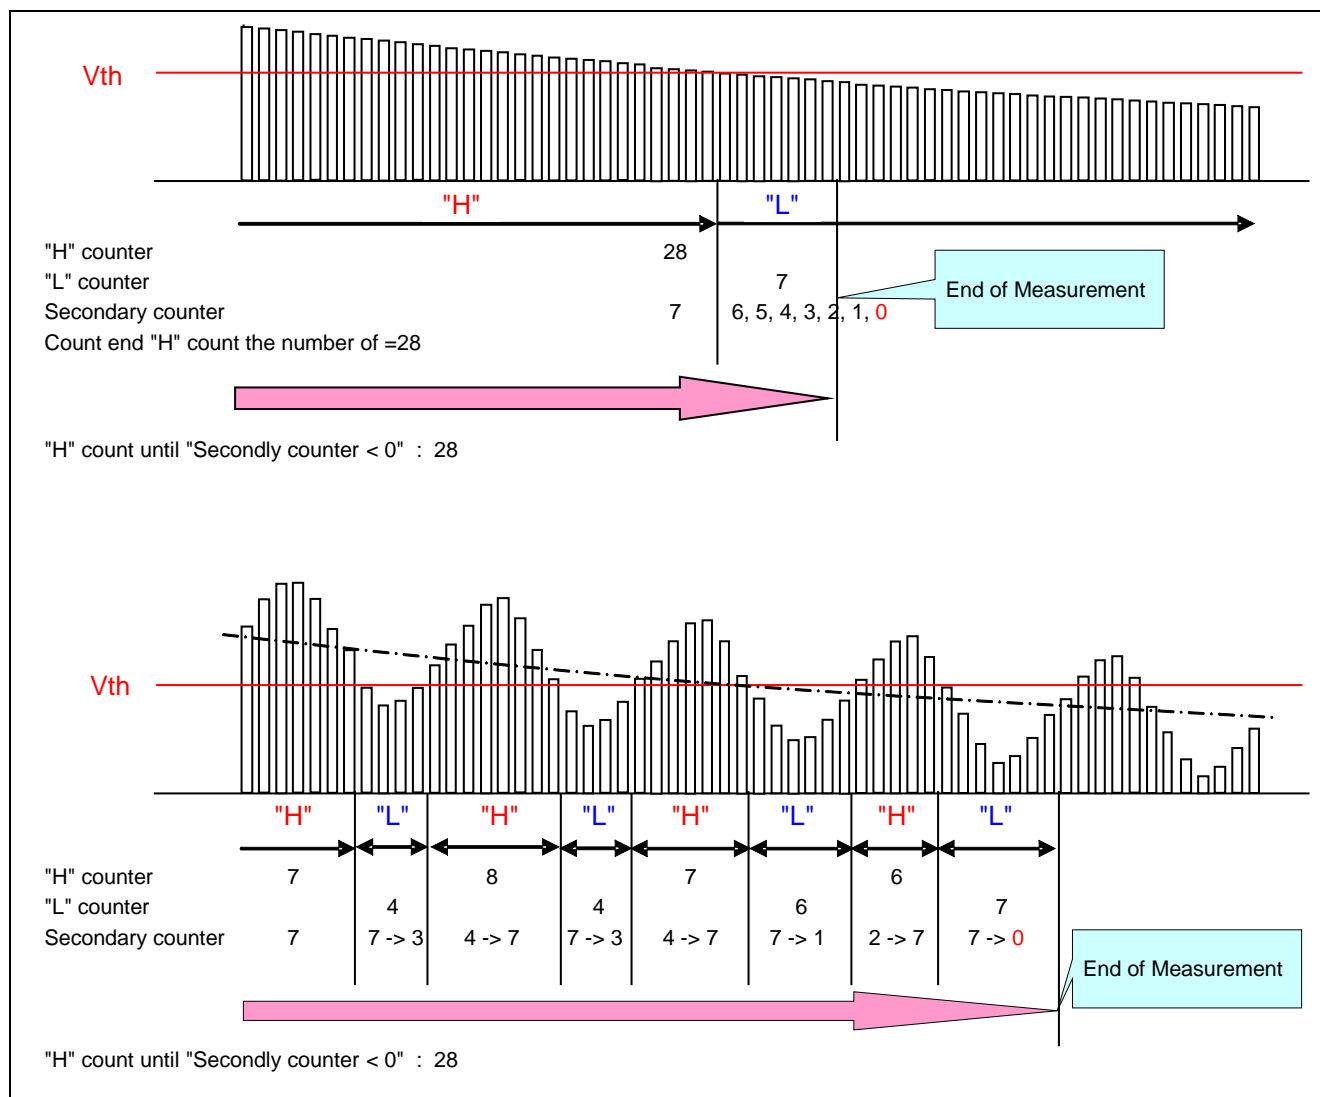 Vth
"H" "L"
"H" counter 28
"L" counter 7
Secondary counter 7 6, 5, 4, 3, 2, 1, 0
End of Measurement
Count end "H" count the number of =28
"H" count until "Secondly counter < 0" : 28
Vth
"H" "L" "H" "L" "H" "L" "H" "L"
"H" counter 7 8 7 6
"L" counter 4 4 6 7
Secondary counter 7 7 -> 3 4 -> 7 7 -> 3 4 -> 7 7 -> 1 2 -> 7 7 -> 0
End of Measurement
"H" count until "Secondly counter < 0" : 28